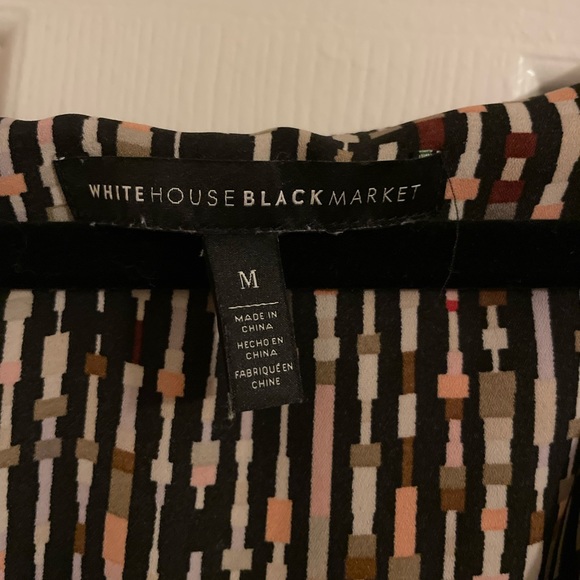 WHITE HOUSE BLACK MARKET
M
MADE IN
CHINA
HECHO EN
CHINA
FABRIQUÉ EN
CHINE